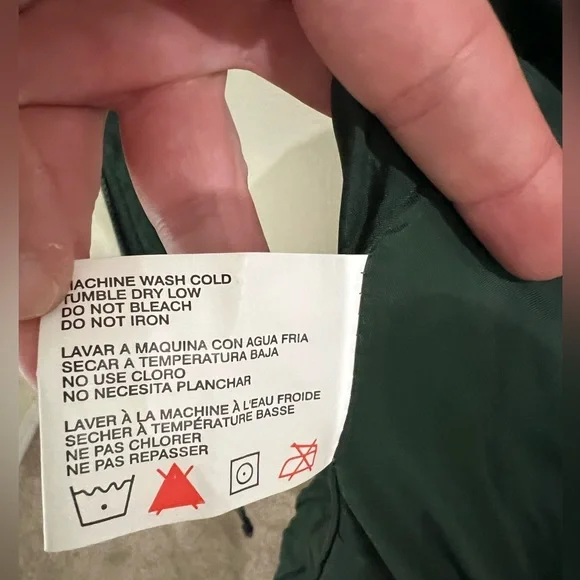 MACHINE WASH COLD
TUMBLE DRY LOW
DO NOT BLEACH
DO NOT IRON
LAVAR A MAQUINA CON AGUA FRIA
SECAR A TEMPERATURA BAJA
NO USE CLORO
NO NECESITA PLANCHAR
LAVER À LA MACHINE À L'EAU FROIDE
SECHER À TEMPÉRATURE BASSE
NE PAS CHLORER
NE PAS REPASSER